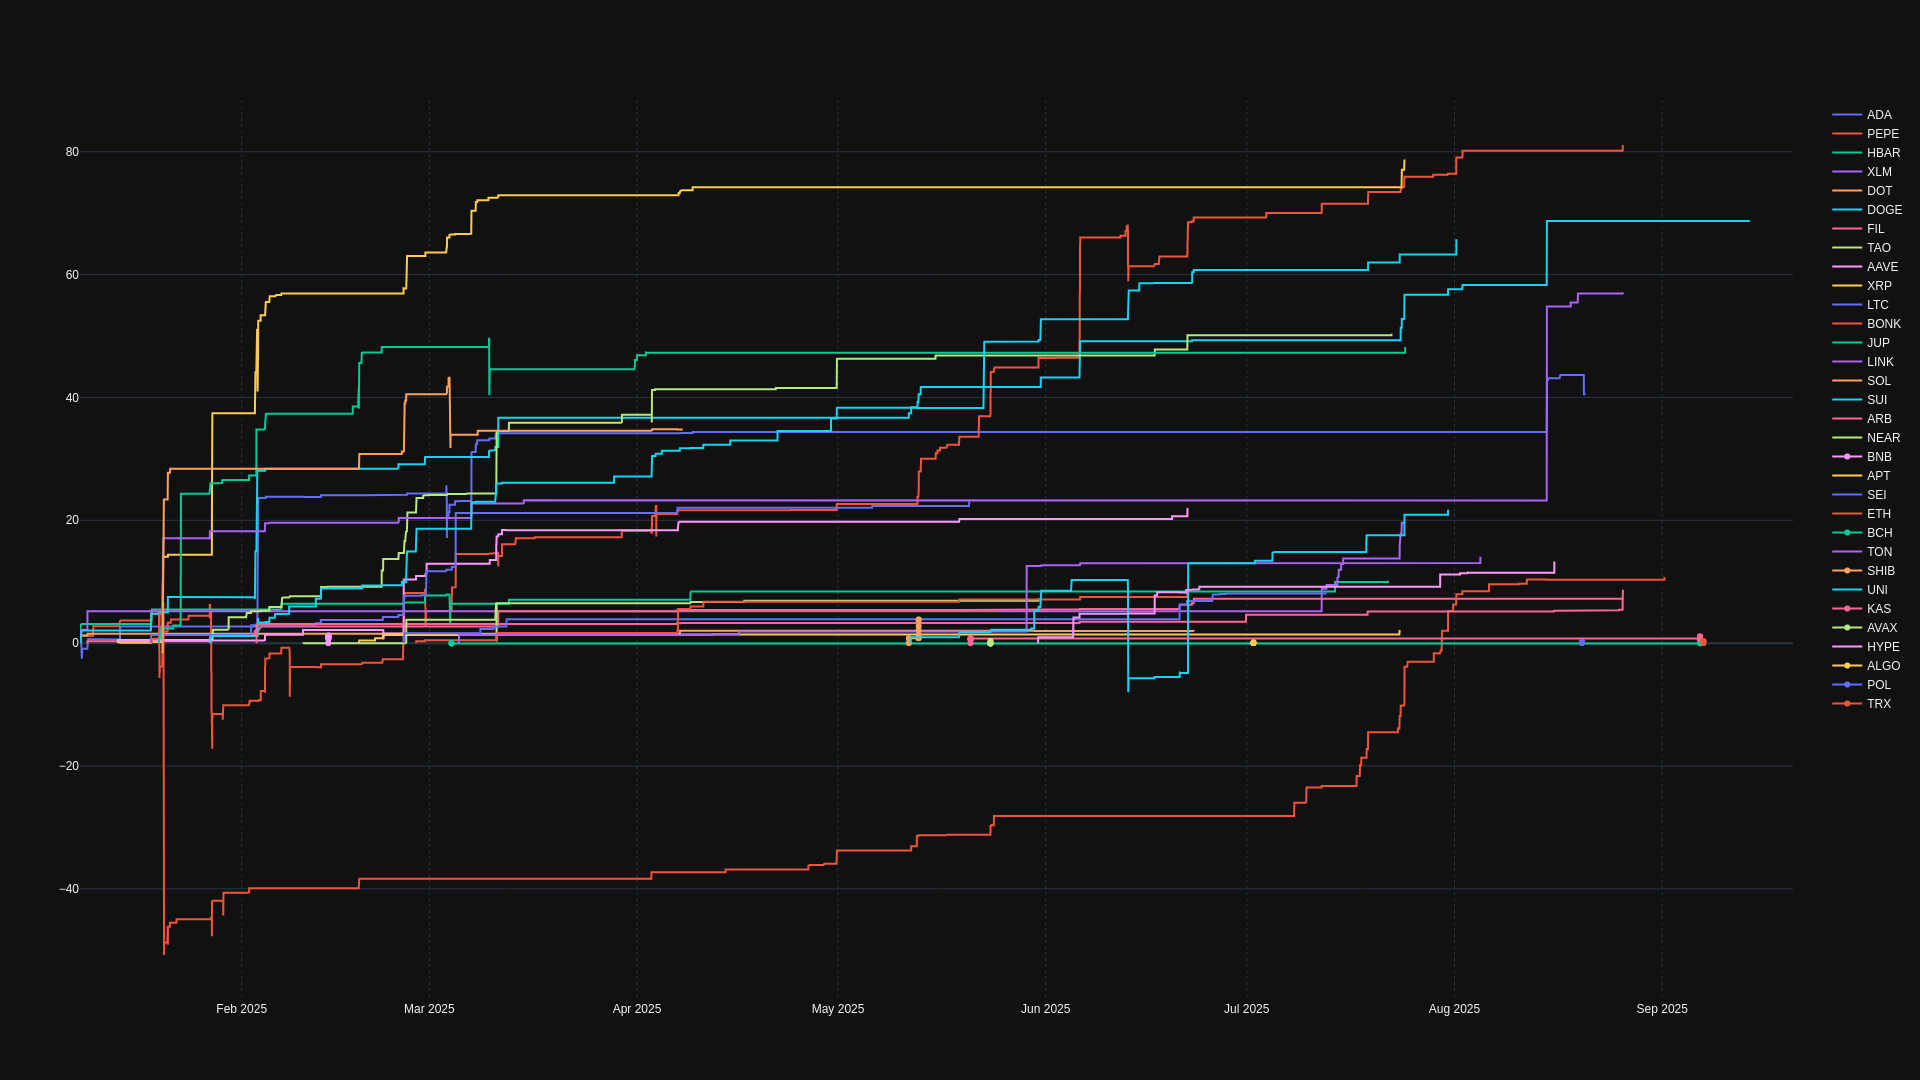 80
60
40
20
0
−20
−40
Feb 2025
Mar 2025
Apr 2025
May 2025
Jun 2025
Jul 2025
Aug 2025
Sep 2025
ADA
PEPE
HBAR
XLM
DOT
DOGE
FIL
TAO
AAVE
XRP
LTC
BONK
JUP
LINK
SOL
SUI
ARB
NEAR
BNB
APT
SEI
ETH
BCH
TON
SHIB
UNI
KAS
AVAX
HYPE
ALGO
POL
TRX